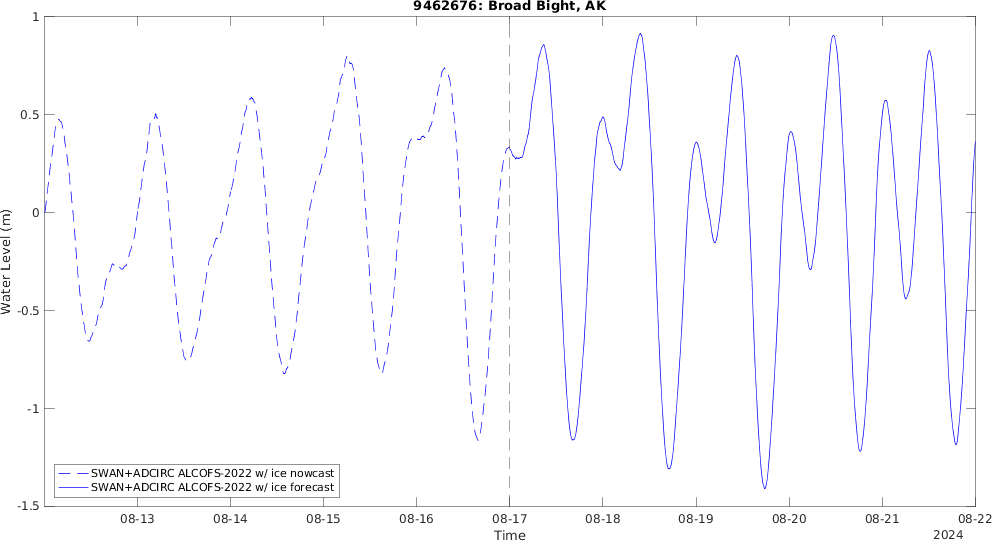 9462676: Broad Bight, AK
1
0.5
0
-0.5
-1
-1.5
Water Level (m)
SWAN+ADCIRC ALCOFS-2022 w/ ice nowcast
SWAN+ADCIRC ALCOFS-2022 w/ ice forecast
08-13 08-14 08-15 08-16 08-17 08-18 08-19 08-20 08-21 08-22
Time
2024